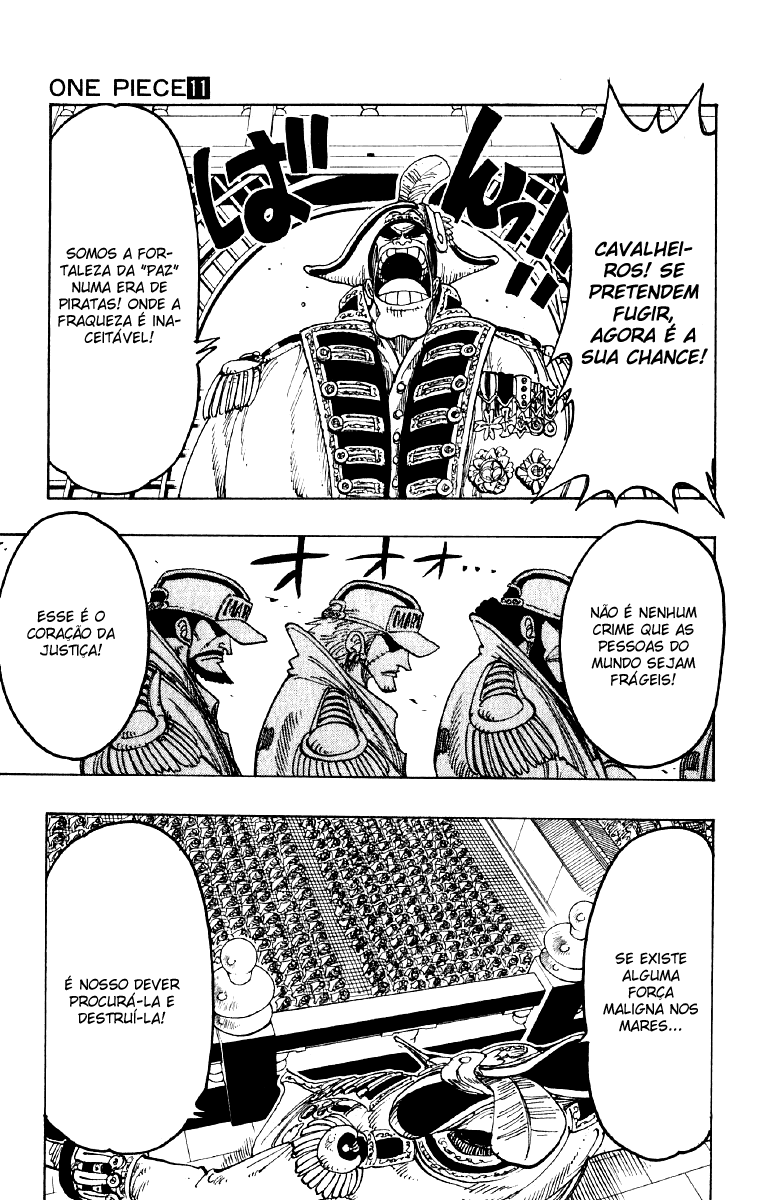 ONE PIECE 11
CAVALHEI-
ROS! SE
PRETENDEM
FUGIR,
AGORA É A
SUA CHANCE!
ばーんっ!!
SOMOS A FOR-
TALEZA DA "PAZ"
NUMA ERA DE
PIRATAS! ONDE A
FRAQUEZA É INA-
CEITÁVEL!
NÃO É NENHUM
CRIME QUE AS
PESSOAS DO
MUNDO SEJAM
FRÁGEIS!
オオオ...
MARI
MARI
ESSE É O
CORAÇÃO DA
JUSTIÇA!
SE EXISTE
ALGUMA
FORÇA
MALIGNA NOS
MARES...
É NOSSO DEVER
PROCURÁ-LA E
DESTRUÍ-LA!